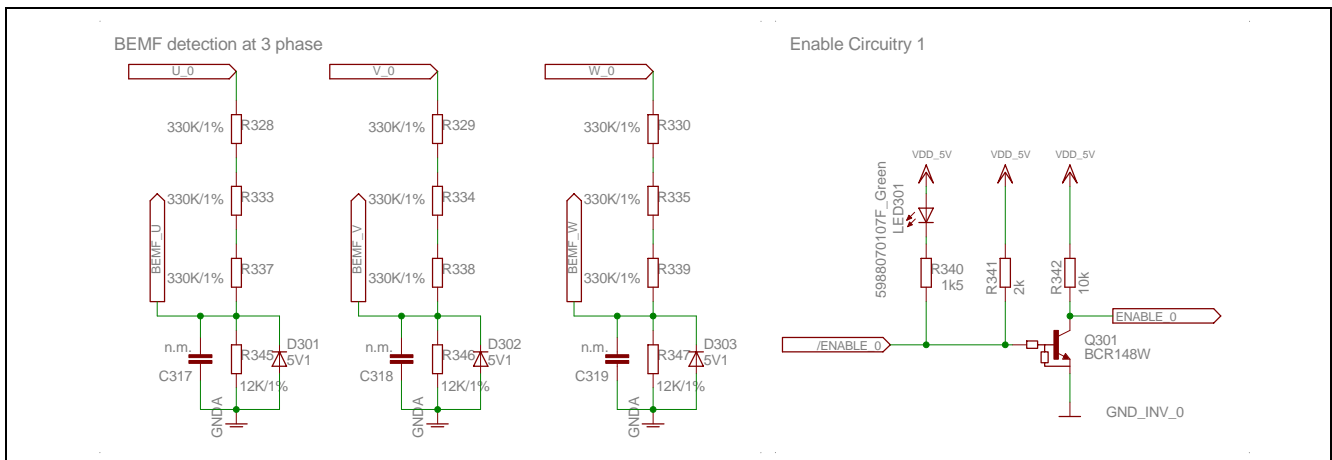 BEMF detection at 3 phase
U_0
330K/1%
R328
330K/1%
R333
BEMF_U
330K/1%
R337
n.m.
C317
R345
12K/1%
D301
5V1
GNDA
V_0
330K/1%
R329
330K/1%
R334
BEMF_V
330K/1%
R338
n.m.
C318
R346
12K/1%
D302
5V1
GNDA
W_0
330K/1%
R330
330K/1%
R335
BEMF_W
330K/1%
R339
n.m.
C319
R347
12K/1%
D303
5V1
GNDA
Enable Circuitry 1
VDD_5V
VDD_5V
VDD_5V
5988070107F_Green
LED301
R340
1k5
R341
2k
R342
10k
ENABLE_0
/ENABLE_0
Q301
BCR148W
GND_INV_0